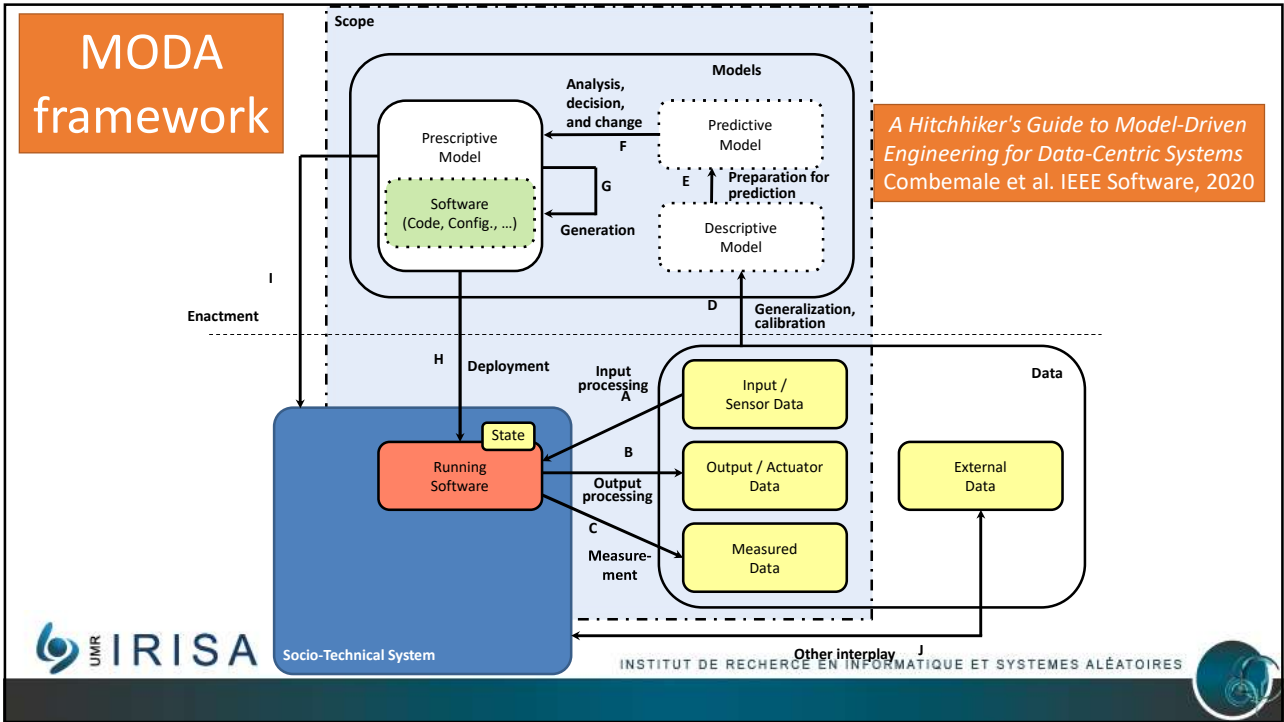 MODA
framework
Scope
Models
Analysis,
decision,
and change
F
Prescriptive
Model
Predictive
Model
A Hitchhiker's Guide to Model-Driven
Engineering for Data-Centric Systems
Combemale et al. IEEE Software, 2020
G
E
Preparation for
prediction
Software
(Code, Config., …)
Generation
Descriptive
Model
I
Enactment
D
Generalization,
calibration
H
Deployment
Input
processing
A
Data
Input /
Sensor Data
State
Running
Software
B
Output
processing
Output / Actuator
Data
External
Data
C
Measure-
ment
Measured
Data
UMR IRISA
Socio-Technical System
Other interplay J
INSTITUT DE RECHERCHE EN INFORMATIQUE ET SYSTEMES ALÉATOIRES